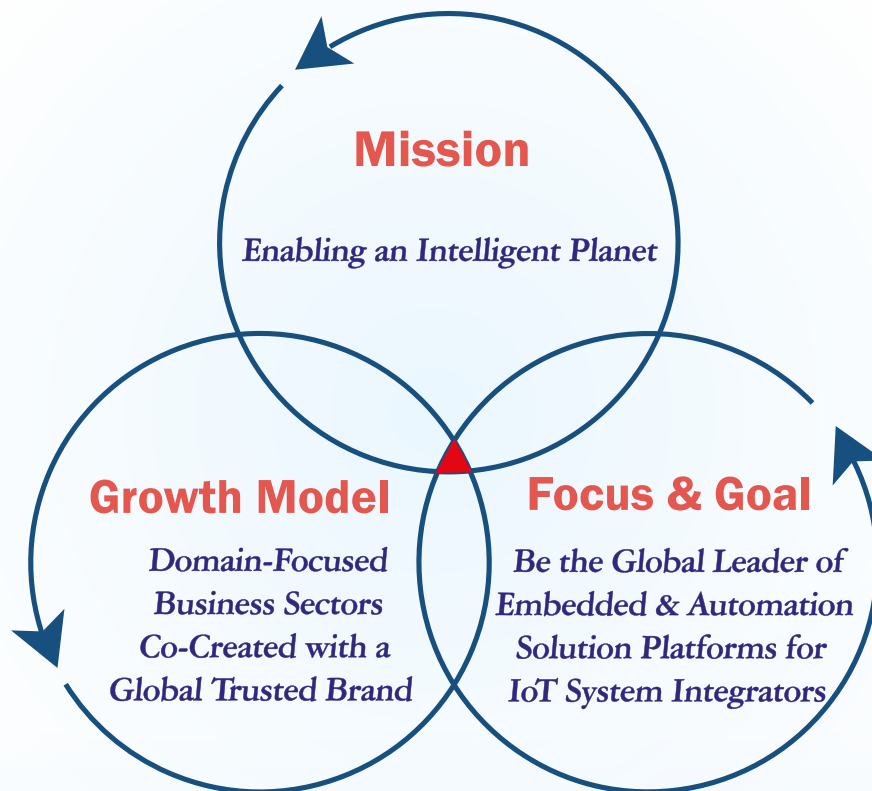 Mission
Enabling an Intelligent Planet
Growth Model
Domain-Focused
Business Sectors
Co-Created with a
Global Trusted Brand
Focus & Goal
Be the Global Leader of
Embedded & Automation
Solution Platforms for
IoT System Integrators